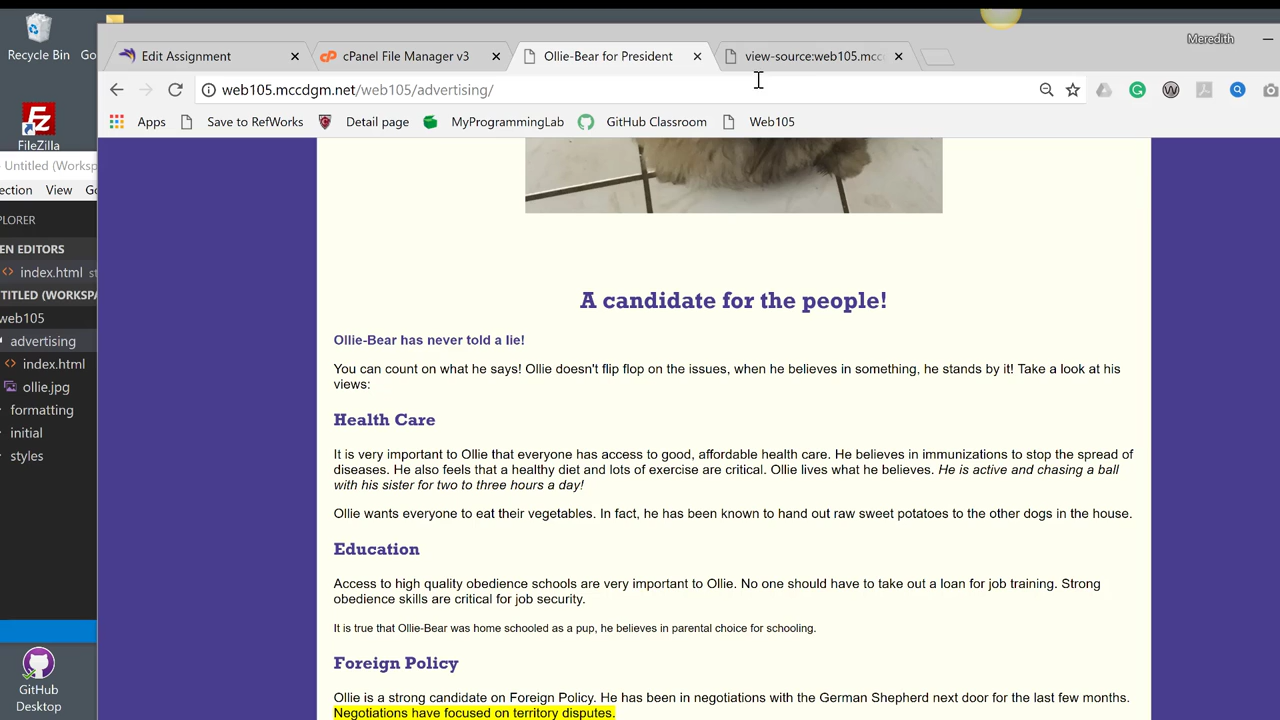 Meredith
Recycle Bin
Go
Edit Assignment
cPanel File Manager v3
Ollie-Bear for President
view-source:web105.mcc
web105.mccdgm.net/web105/advertising/
Apps
Save to RefWorks
Detail page
MyProgrammingLab
GitHub Classroom
Web105
FileZilla
Untitled (Worksp
ection View Go
PLORER
EN EDITORS
index.html st
TITLED (WORKSPA
web105
advertising
index.html
ollie.jpg
formatting
initial
styles
GitHub
Desktop
A candidate for the people!
Ollie-Bear has never told a lie!
You can count on what he says! Ollie doesn't flip flop on the issues, when he believes in something, he stands by it! Take a look at his
views:
Health Care
It is very important to Ollie that everyone has access to good, affordable health care. He believes in immunizations to stop the spread of
diseases. He also feels that a healthy diet and lots of exercise are critical. Ollie lives what he believes. He is active and chasing a ball
with his sister for two to three hours a day!
Ollie wants everyone to eat their vegetables. In fact, he has been known to hand out raw sweet potatoes to the other dogs in the house.
Education
Access to high quality obedience schools are very important to Ollie. No one should have to take out a loan for job training. Strong
obedience skills are critical for job security.
It is true that Ollie-Bear was home schooled as a pup, he believes in parental choice for schooling.
Foreign Policy
Ollie is a strong candidate on Foreign Policy. He has been in negotiations with the German Shepherd next door for the last few months.
Negotiations have focused on territory disputes.